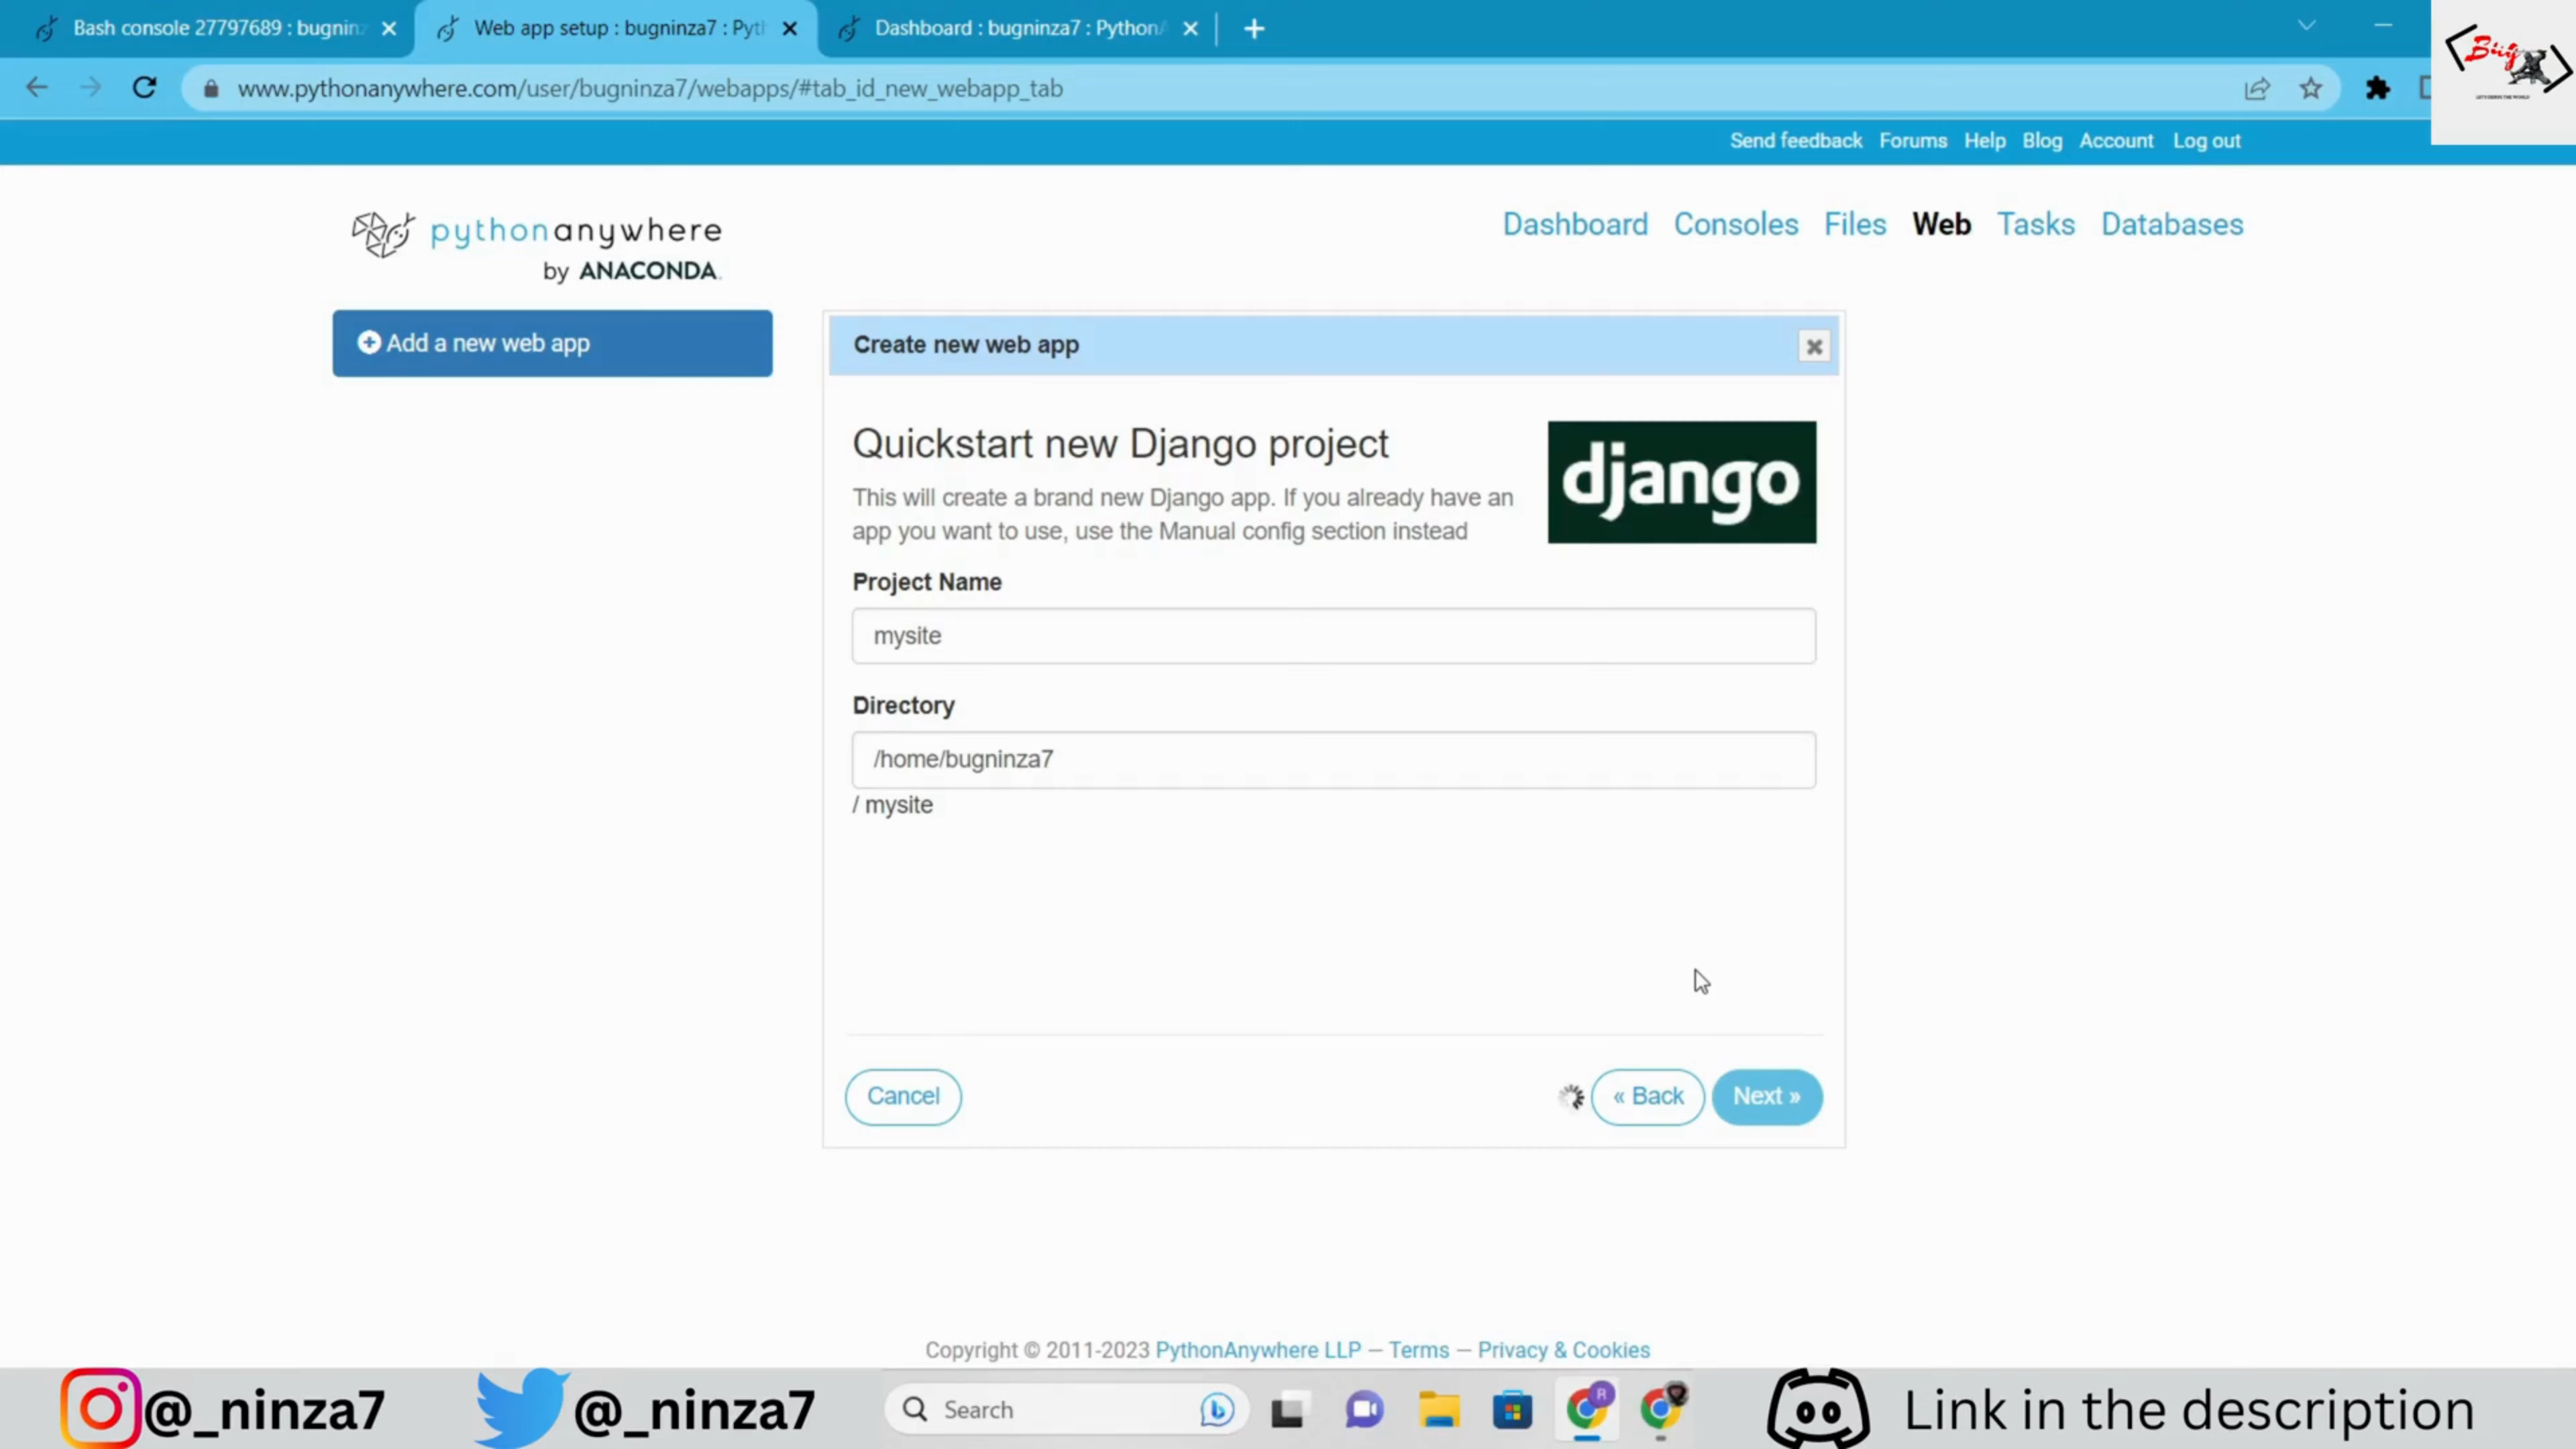 Bash console 27797689 : bugnin
Web app setup : bugninza7 : Pyt
Dashboard : bugninza7 : Python
www.pythonanywhere.com/user/bugninza7/webapps/#tab_id_new_webapp_tab
Bug
Send feedback Forums Help Blog Account Log out
pythonanywhere
by ANACONDA.
Dashboard Consoles Files Web Tasks Databases
Add a new web app
Create new web app
Quickstart new Django project
django
This will create a brand new Django app. If you already have an
app you want to use, use the Manual config section instead
Project Name
mysite
Directory
/home/bugninza7
/ mysite
Cancel
« Back
Next »
Copyright © 2011-2023 PythonAnywhere LLP — Terms — Privacy & Cookies
@_ninza7
@_ninza7
Search
R
Link in the description